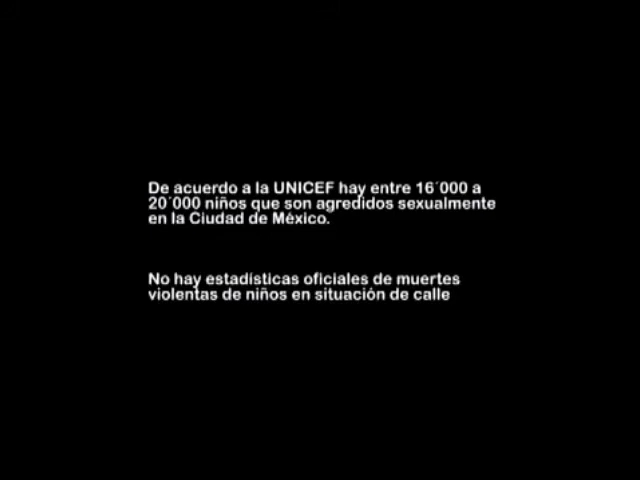 De acuerdo a la UNICEF hay entre 16´000 a
20´000 niños que son agredidos sexualmente
en la Ciudad de México.
No hay estadísticas oficiales de muertes
violentas de niños en situación de calle